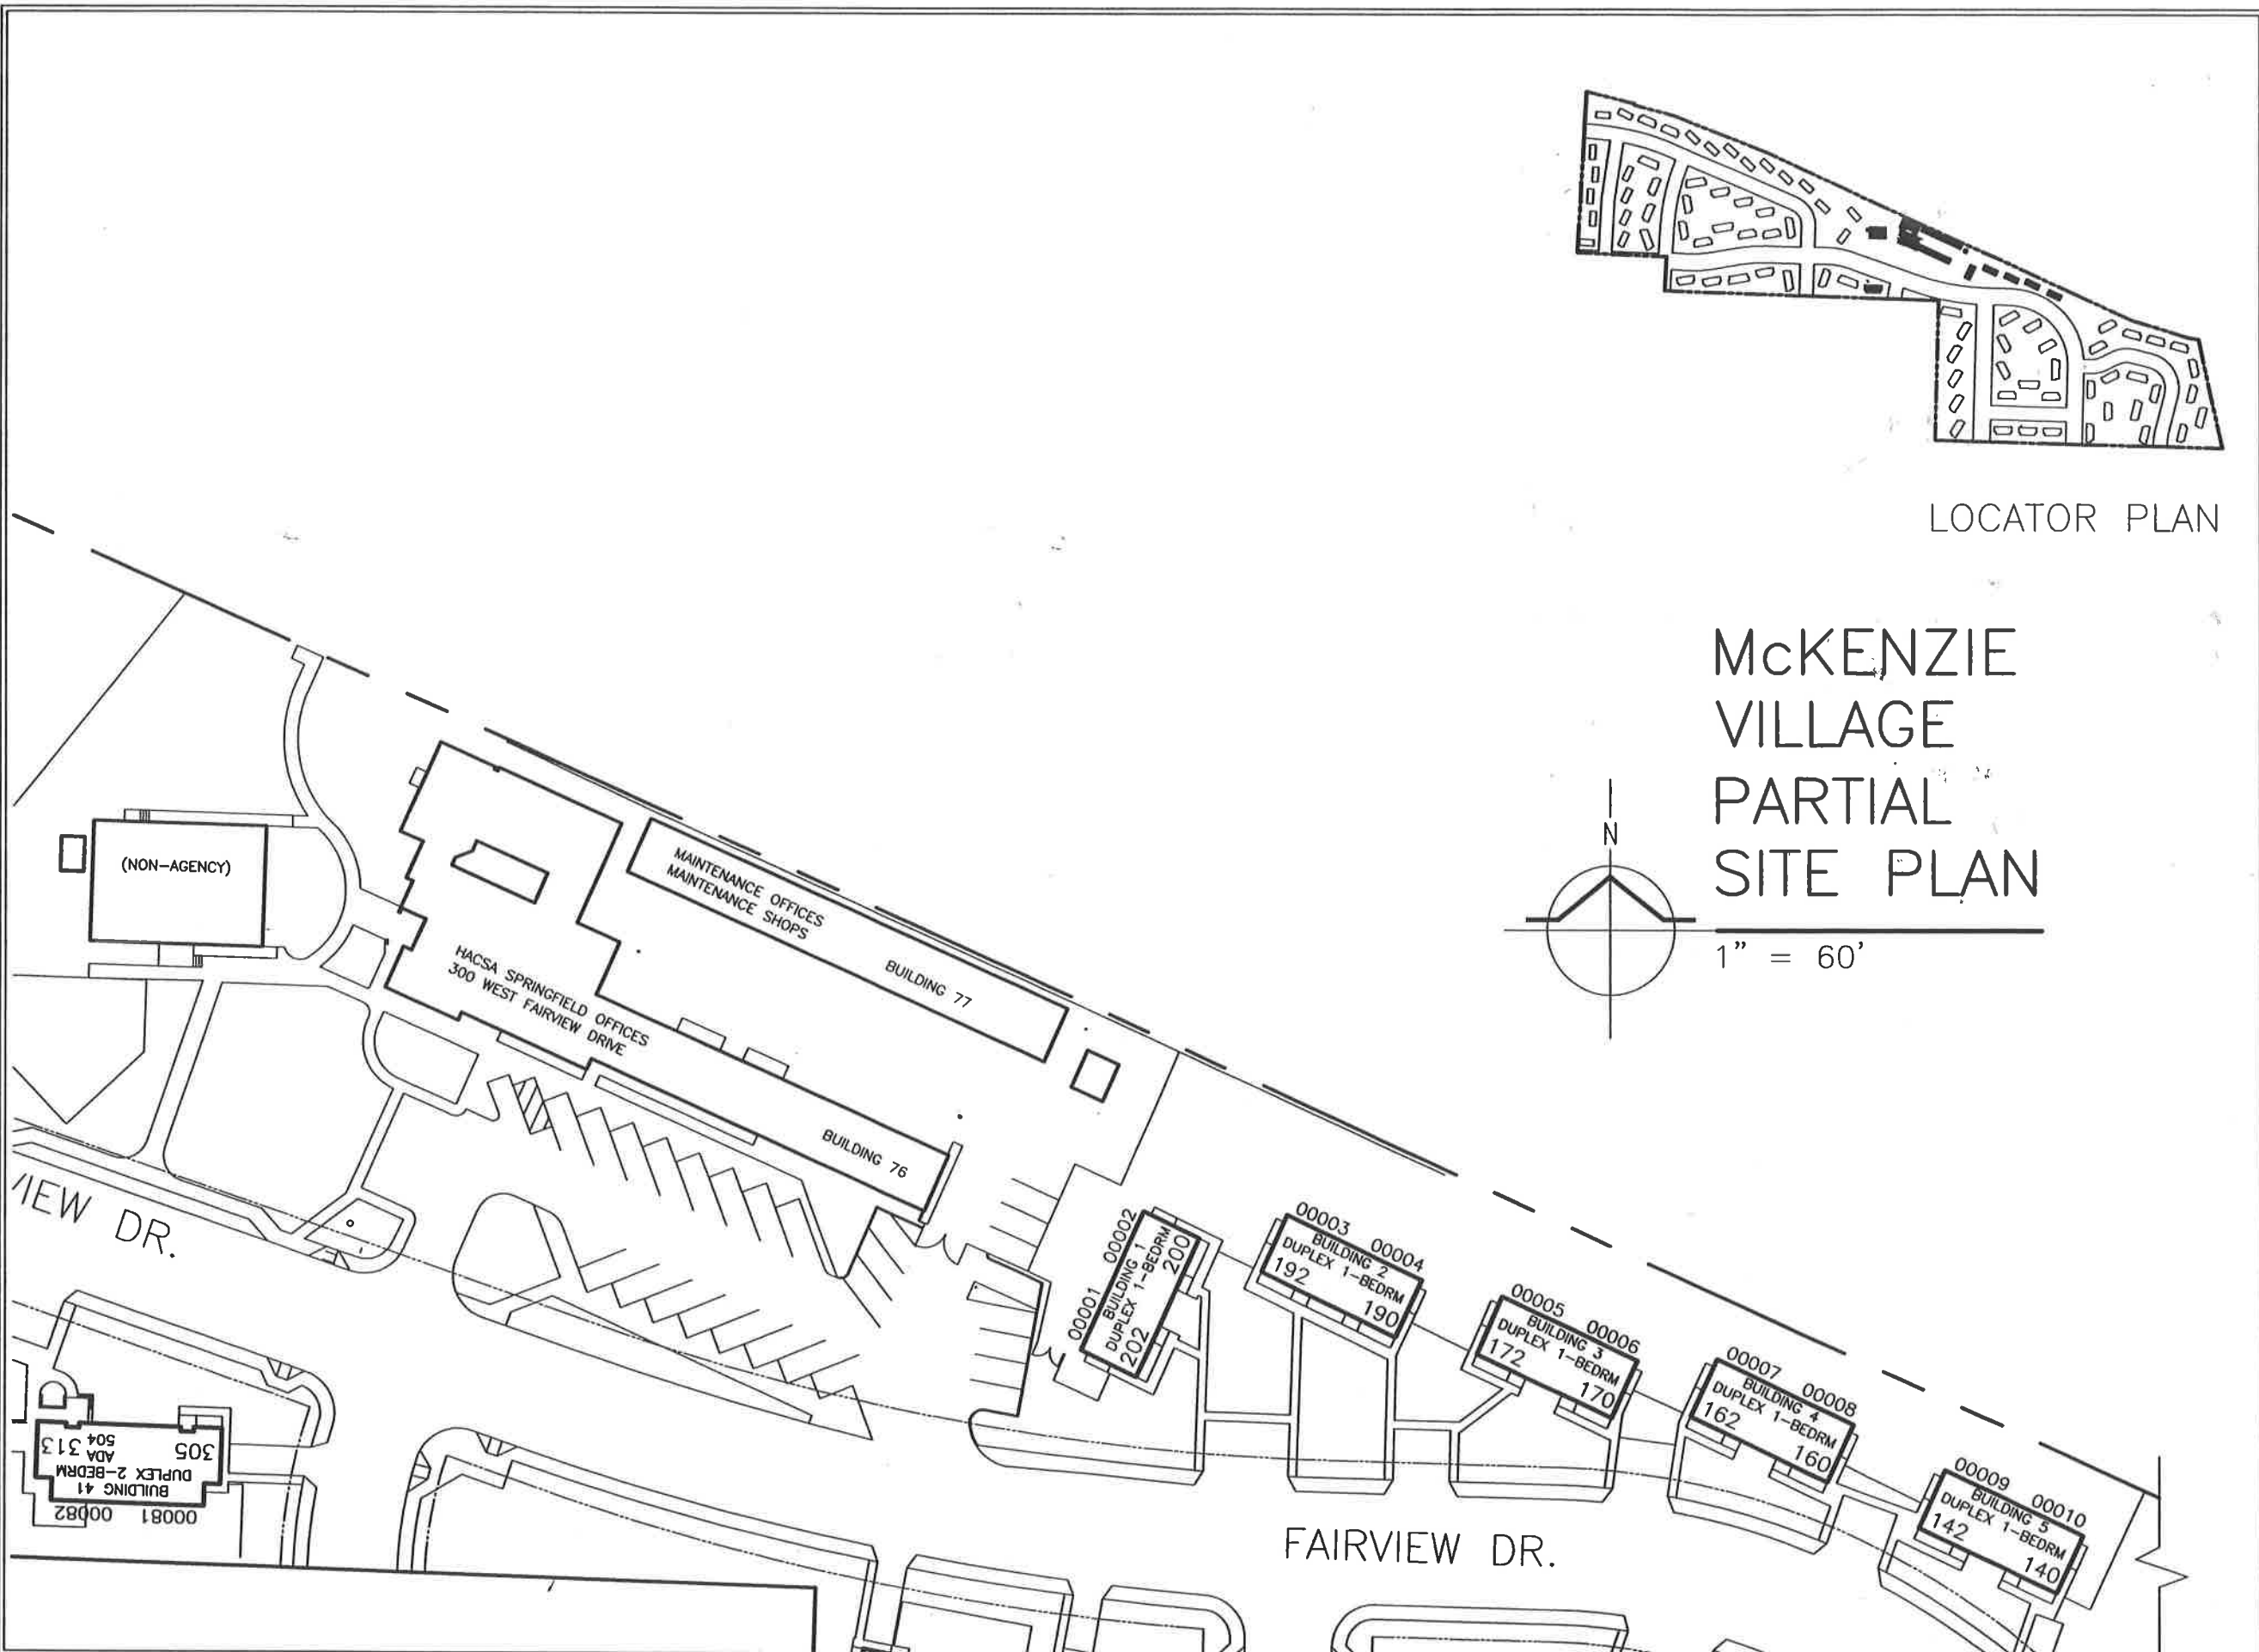 LOCATOR PLAN
McKENZIE
VILLAGE
PARTIAL
SITE PLAN
1" = 60'
N
(NON-AGENCY)
MAINTENANCE OFFICES
MAINTENANCE SHOPS
BUILDING 77
HACSA SPRINGFIELD OFFICES
300 WEST FAIRVIEW DRIVE
BUILDING 76
VIEW DR.
00001 00002
BUILDING 1
DUPLEX 1-BEDRM
202 200
00003 00004
BUILDING 2
DUPLEX 1-BEDRM
192 190
00005 00006
BUILDING 3
DUPLEX 1-BEDRM
172 170
00007 00008
BUILDING 4
DUPLEX 1-BEDRM
162 160
00009 00010
BUILDING 5
DUPLEX 1-BEDRM
142 140
00081 00082
BUILDING 41
DUPLEX 2-BEDRM
305 ADA 313
504
FAIRVIEW DR.